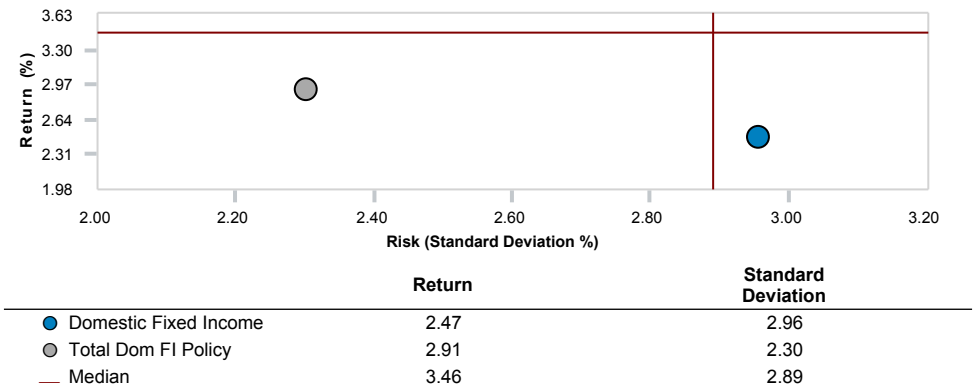 3.63
3.30
2.97
2.64
2.31
1.98
Return (%)
2.00 2.20 2.40 2.60 2.80 3.00 3.20
Risk (Standard Deviation %)
Return Standard Deviation
Domestic Fixed Income 2.47 2.96
Total Dom FI Policy 2.91 2.30
Median 3.46 2.89